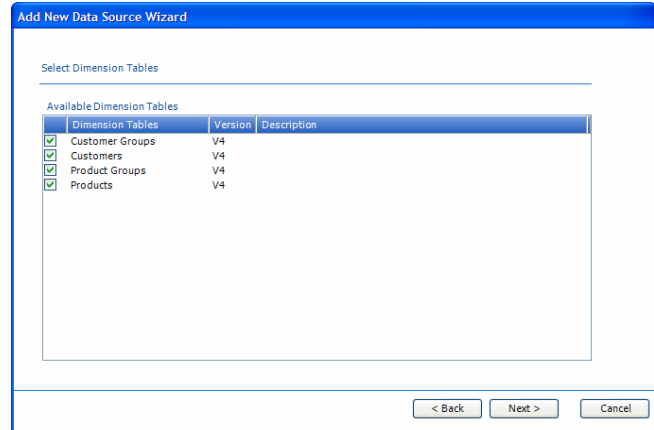 Add New Data Source Wizard
Select Dimension Tables
Available Dimension Tables
Dimension Tables Version Description
Customer Groups V4
Customers V4
Product Groups V4
Products V4
< Back Next > Cancel